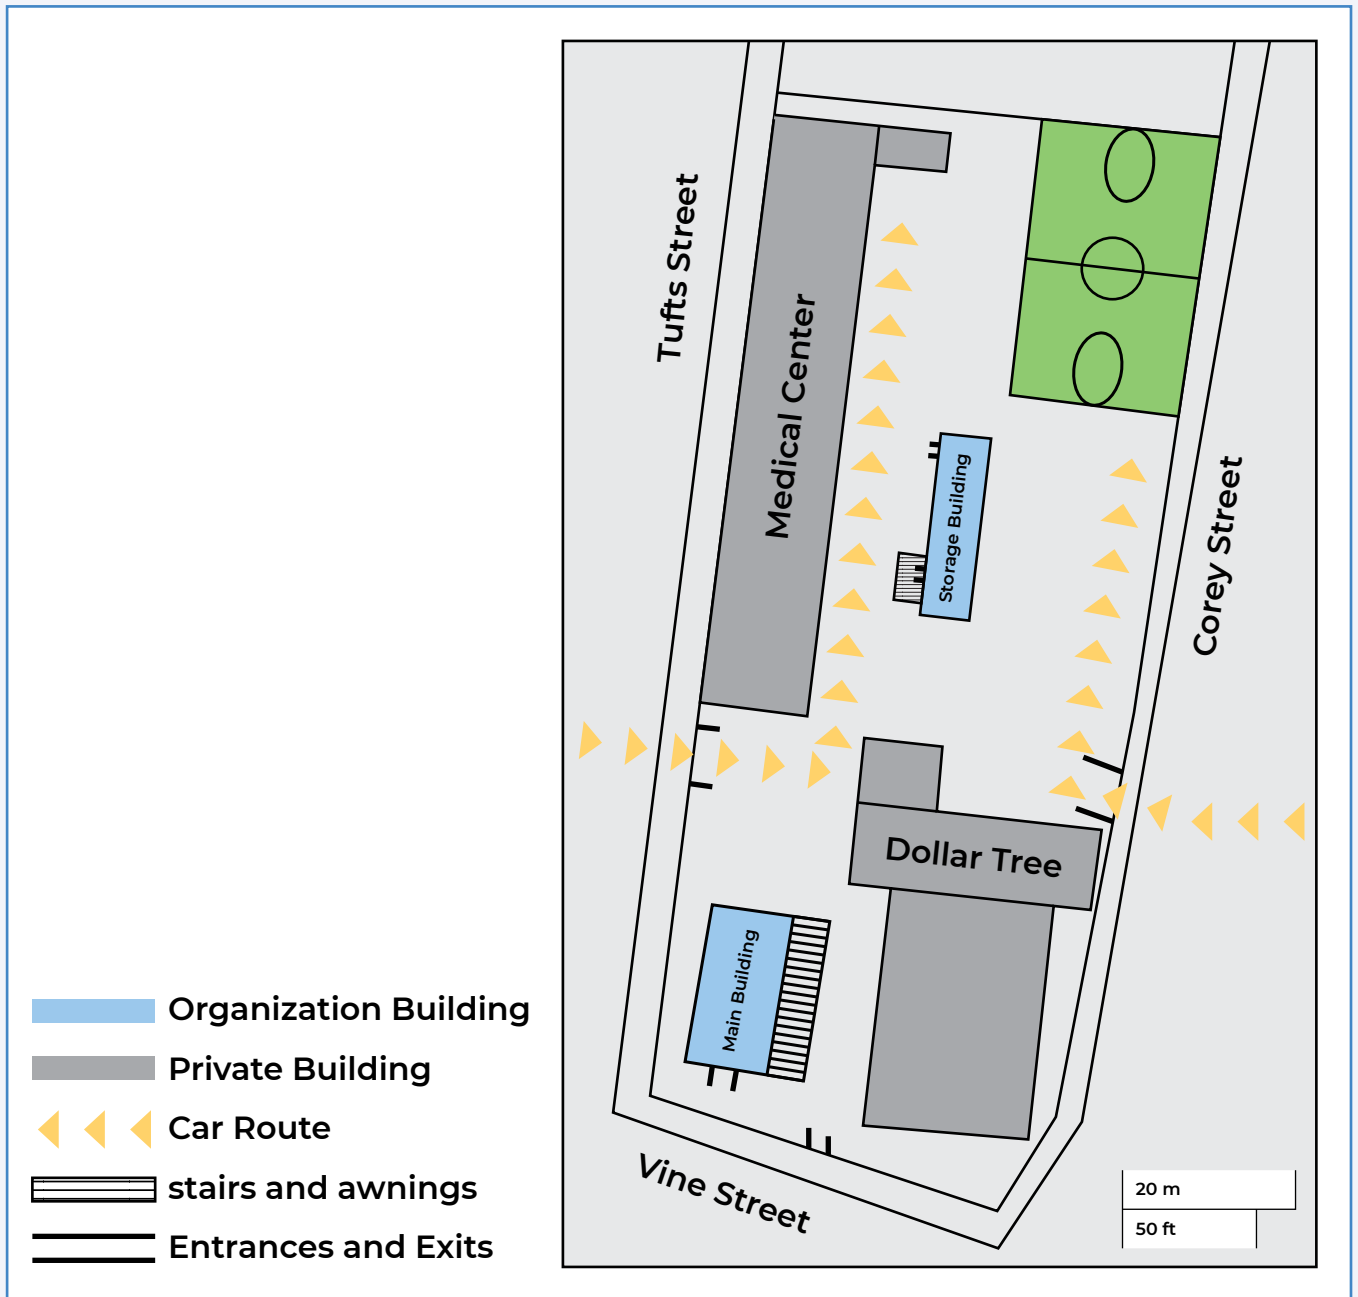 Tufts Street
Medical Center
Storage Building
Corey Street
Dollar Tree
Main Building
Vine Street
Organization Building
Private Building
Car Route
stairs and awnings
Entrances and Exits
20 m
50 ft